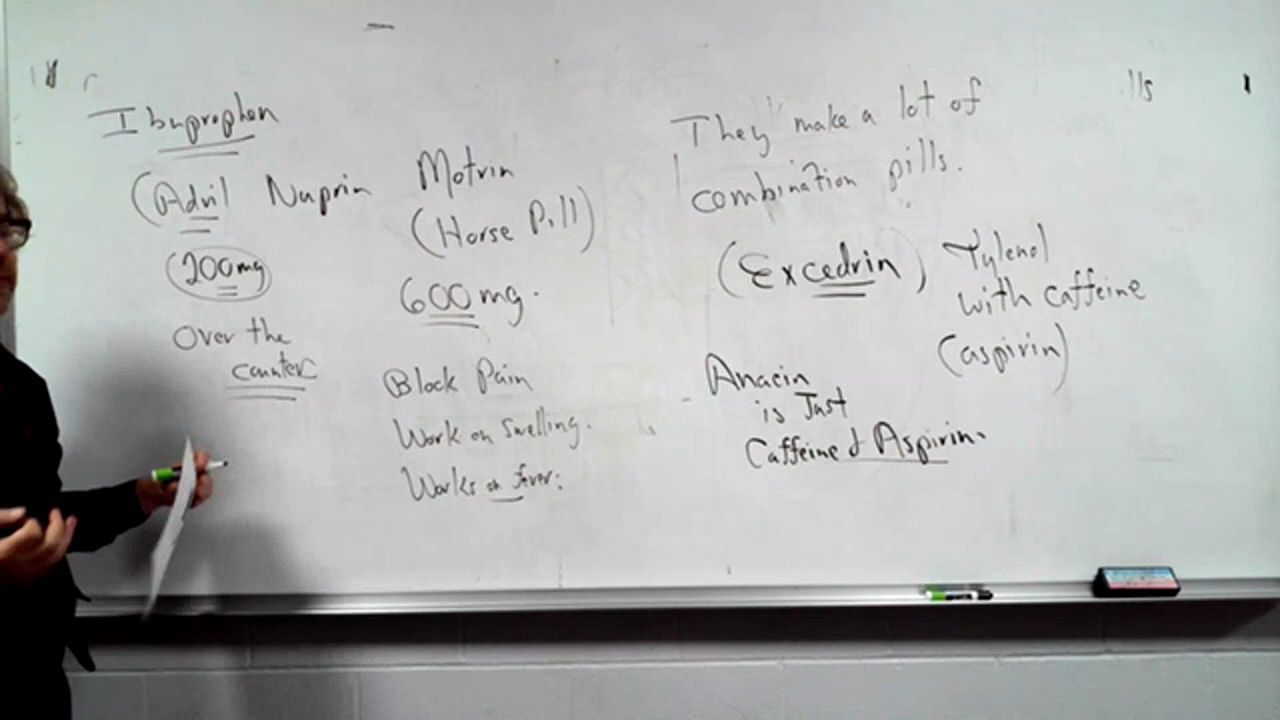 Ibuprophen
(Advil Nuprin Motrin
(Horse Pill)
200mg
600mg.
Over the
counter
Block Pain
Work on Swelling.
Works on fever.
They make a lot of
combination pills.
(Excedrin) Tylenol
with caffeine
(aspirin)
Anacin
is Just
Caffeine & Aspirin.
lls